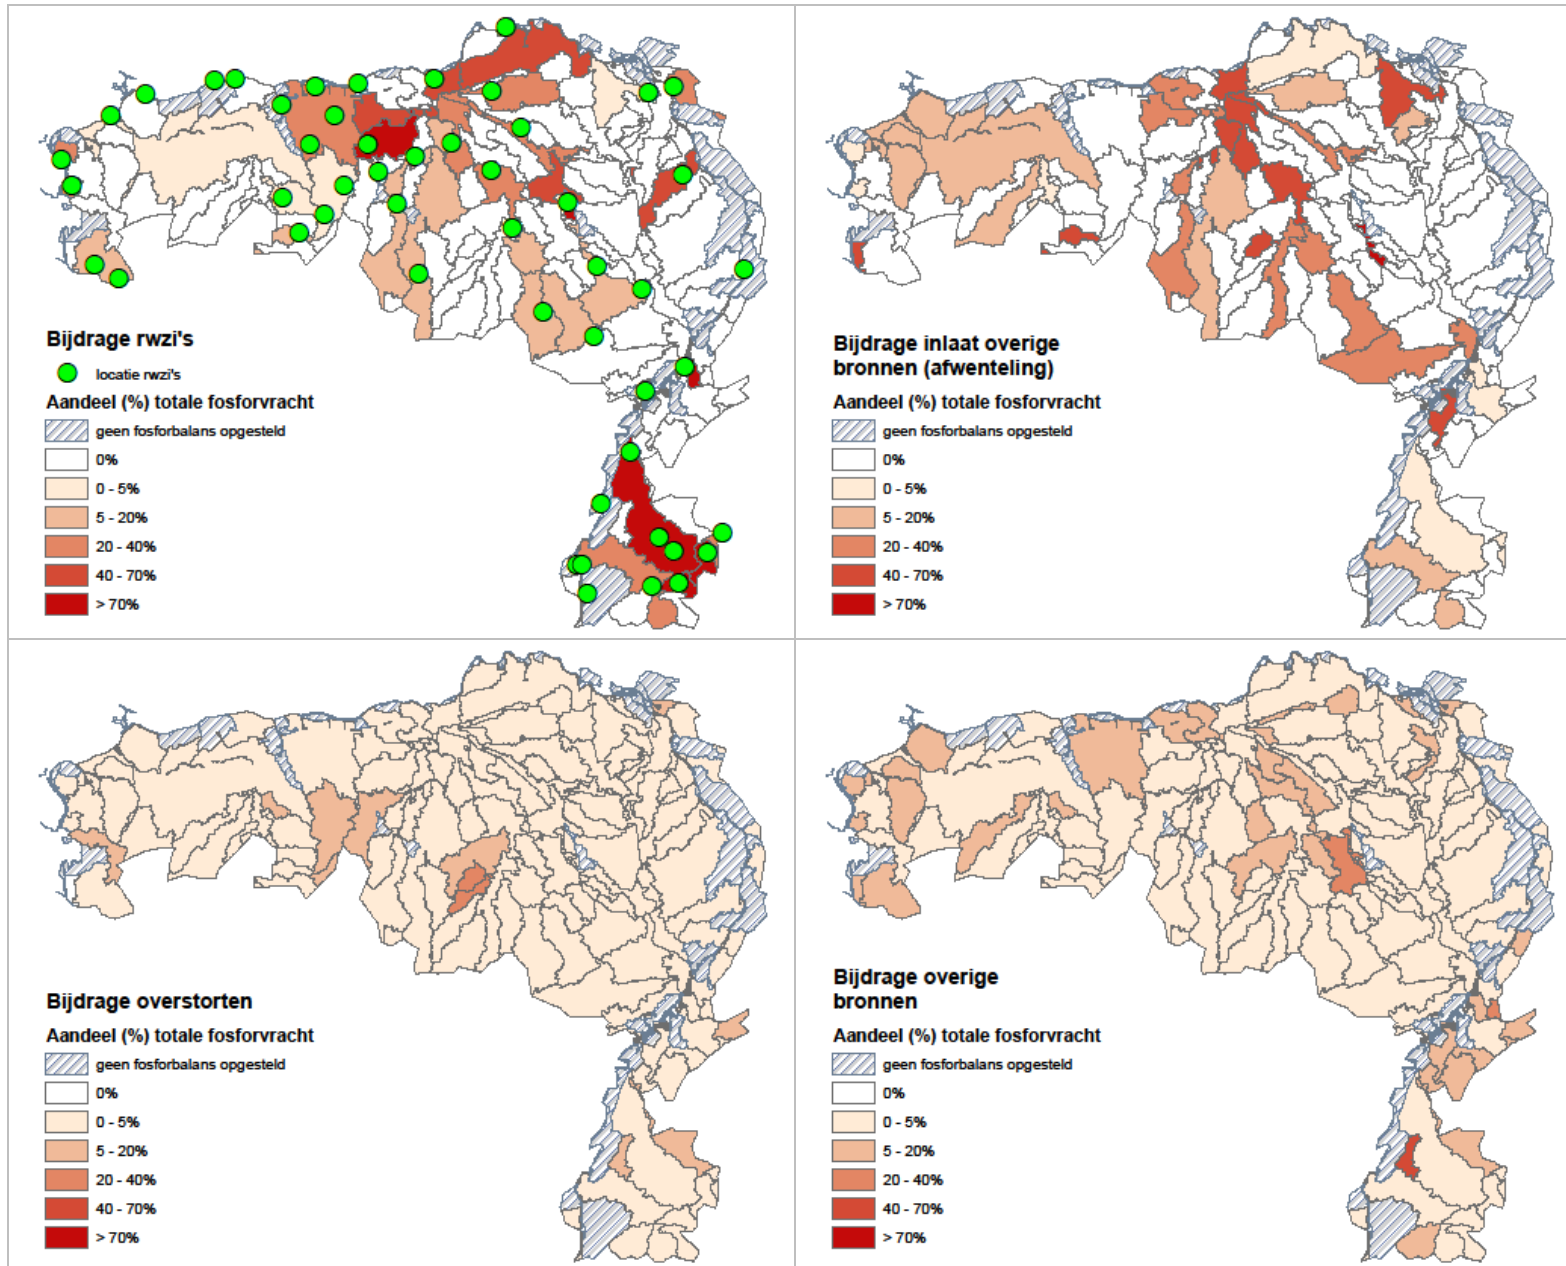 Bijdrage rwzi's
locatie rwzi's
Aandeel (%) totale fosforvracht
geen fosforbalans opgesteld
0%
0 - 5%
5 - 20%
20 - 40%
40 - 70%
> 70%
Bijdrage inlaat overige
bronnen (afwenteling)
Aandeel (%) totale fosforvracht
geen fosforbalans opgesteld
0%
0 - 5%
5 - 20%
20 - 40%
40 - 70%
> 70%
Bijdrage overstorten
Aandeel (%) totale fosforvracht
geen fosforbalans opgesteld
0%
0 - 5%
5 - 20%
20 - 40%
40 - 70%
> 70%
Bijdrage overige
bronnen
Aandeel (%) totale fosforvracht
geen fosforbalans opgesteld
0%
0 - 5%
5 - 20%
20 - 40%
40 - 70%
> 70%